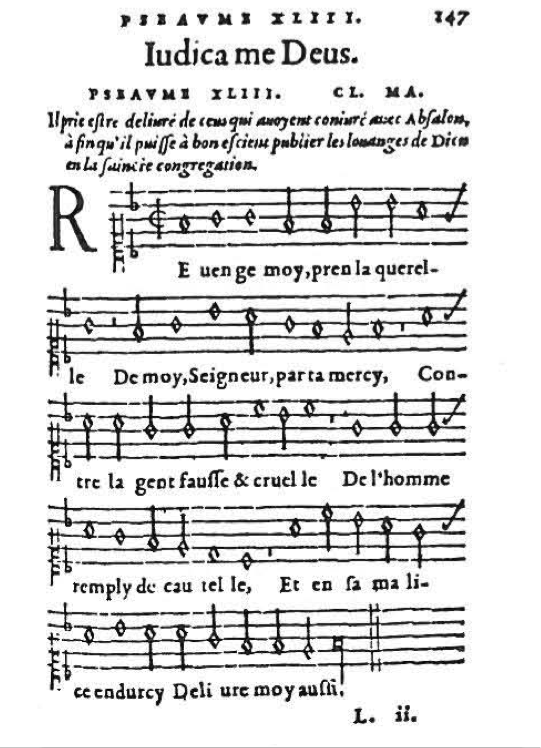 PSEAVME XLIII. 147
Iudica me Deus.
PSEAVME XLIII. CL. MA.
Il prie estre deliuré de ceus qui auoyent coniuré auec Absalon,
à fin qu'il puisse à bon escient publier les louanges de Dieu
en la saincte congregation.
R
E uen ge moy, pren la querel-
le De moy, Seigneur, par ta mercy, Con-
tre la gent fausse & cruel le De l'homme
remply de cau tel le, Et en sa ma li-
ce endurcy Deli ure moy aussi.
L. ii.